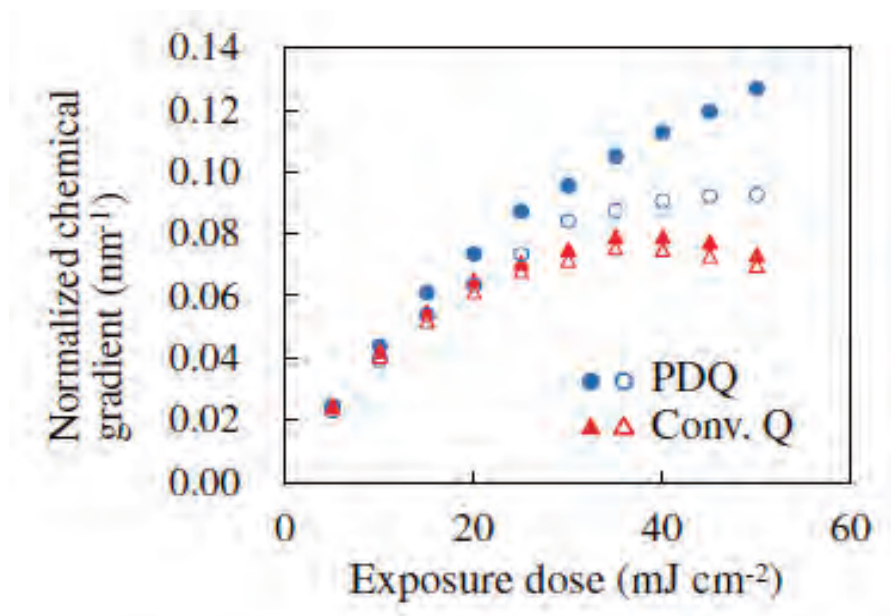 Normalized chemical
gradient (nm-1)
0.14
0.12
0.10
0.08
0.06
0.04
0.02
0.00
PDQ
Conv. Q
0 20 40 60
Exposure dose (mJ cm-2)